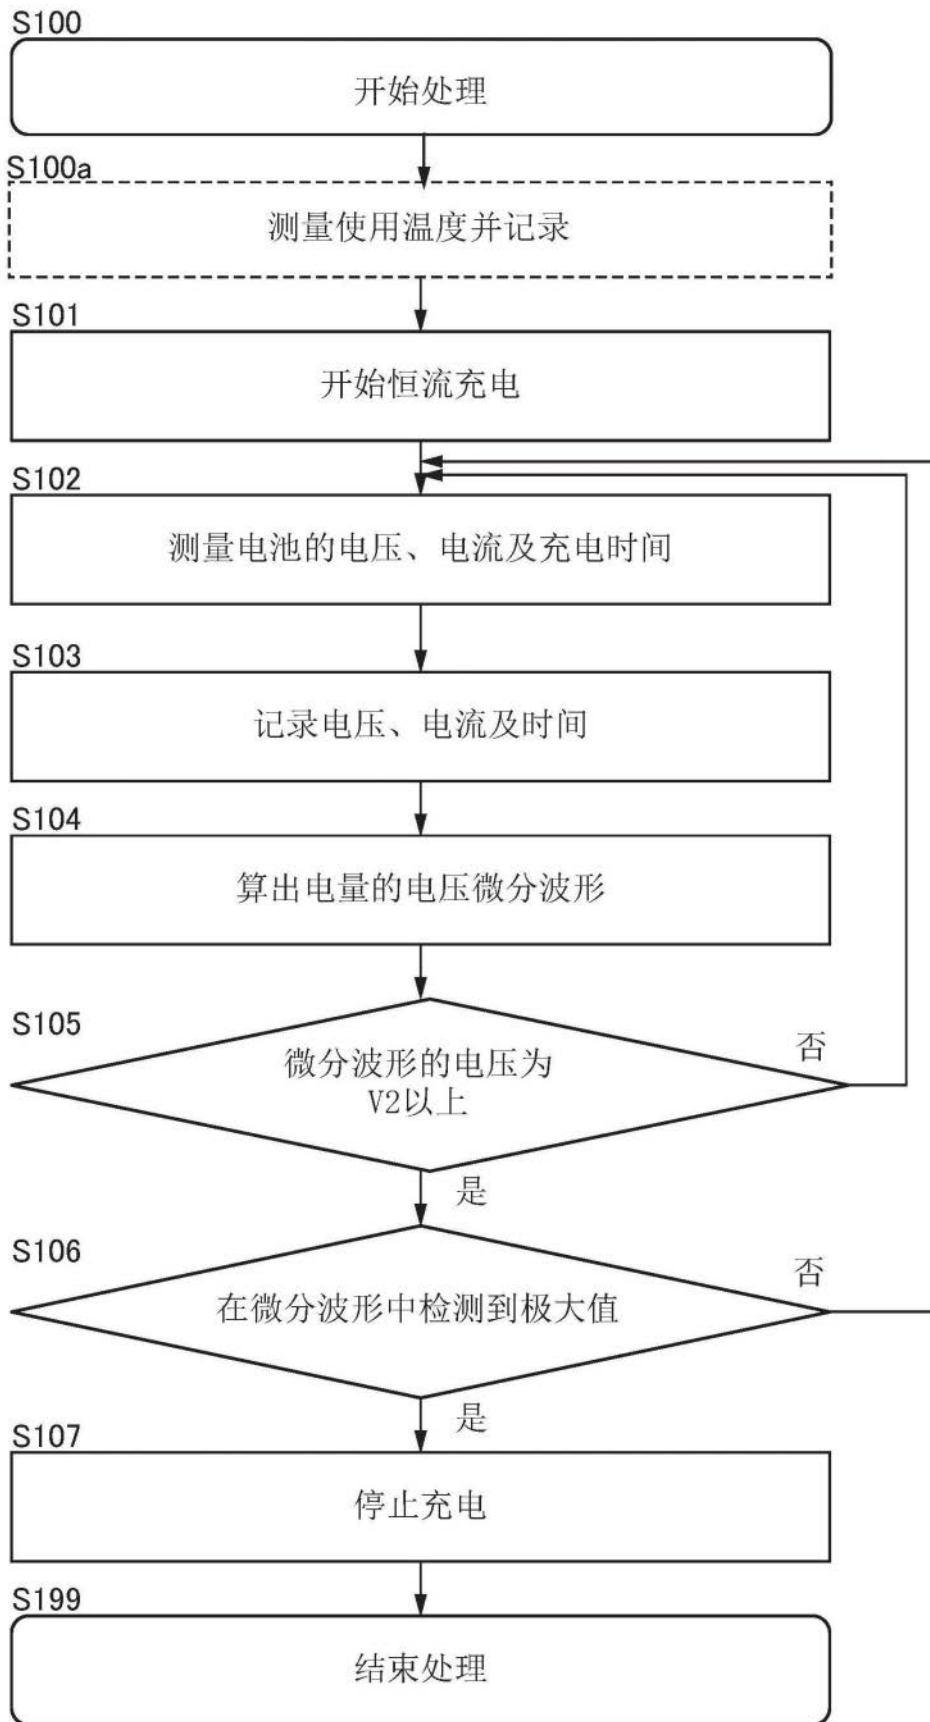 S100
开始处理
S100a
测量使用温度并记录
S101
开始恒流充电
S102
测量电池的电压、电流及充电时间
S103
记录电压、电流及时间
S104
算出电量的电压微分波形
S105
微分波形的电压为
V2以上
否
是
S106
在微分波形中检测到极大值
否
是
S107
停止充电
S199
结束处理